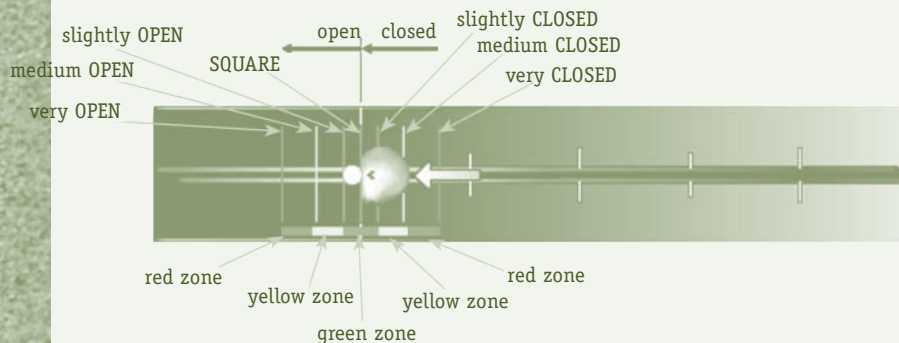 slightly CLOSED
open closed
slightly OPEN
medium CLOSED
SQUARE
medium OPEN
very CLOSED
very OPEN
red zone
red zone
yellow zone
yellow zone
green zone